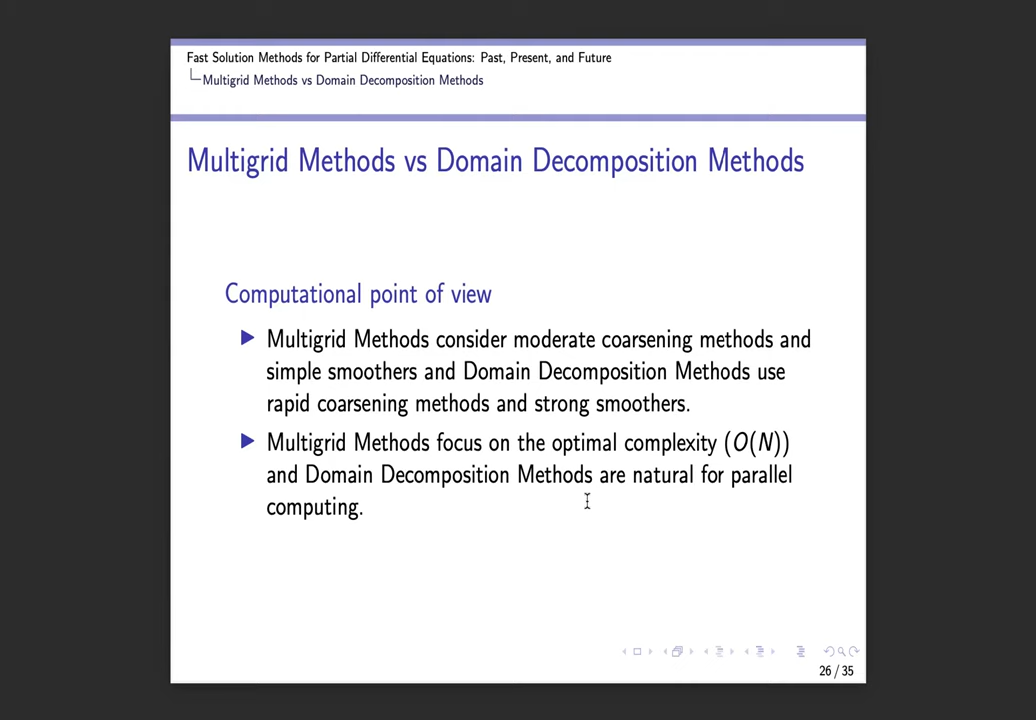 Fast Solution Methods for Partial Differential Equations: Past, Present, and Future
Multigrid Methods vs Domain Decomposition Methods
Multigrid Methods vs Domain Decomposition Methods
Computational point of view
Multigrid Methods consider moderate coarsening methods and
simple smoothers and Domain Decomposition Methods use
rapid coarsening methods and strong smoothers.
Multigrid Methods focus on the optimal complexity (O(N))
and Domain Decomposition Methods are natural for parallel
computing.
26 / 35